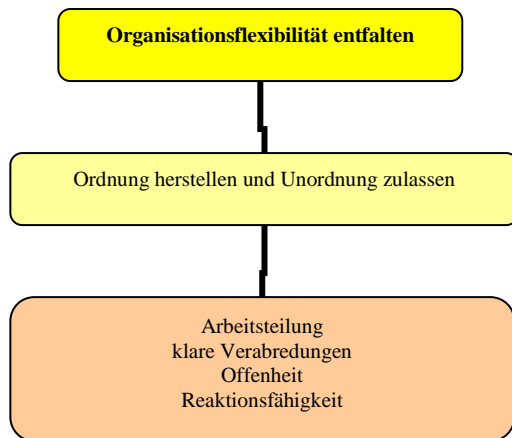 Organisationsflexibilität entfalten
Ordnung herstellen und Unordnung zulassen
Arbeitsteilung
klare Verabredungen
Offenheit
Reaktionsfähigkeit